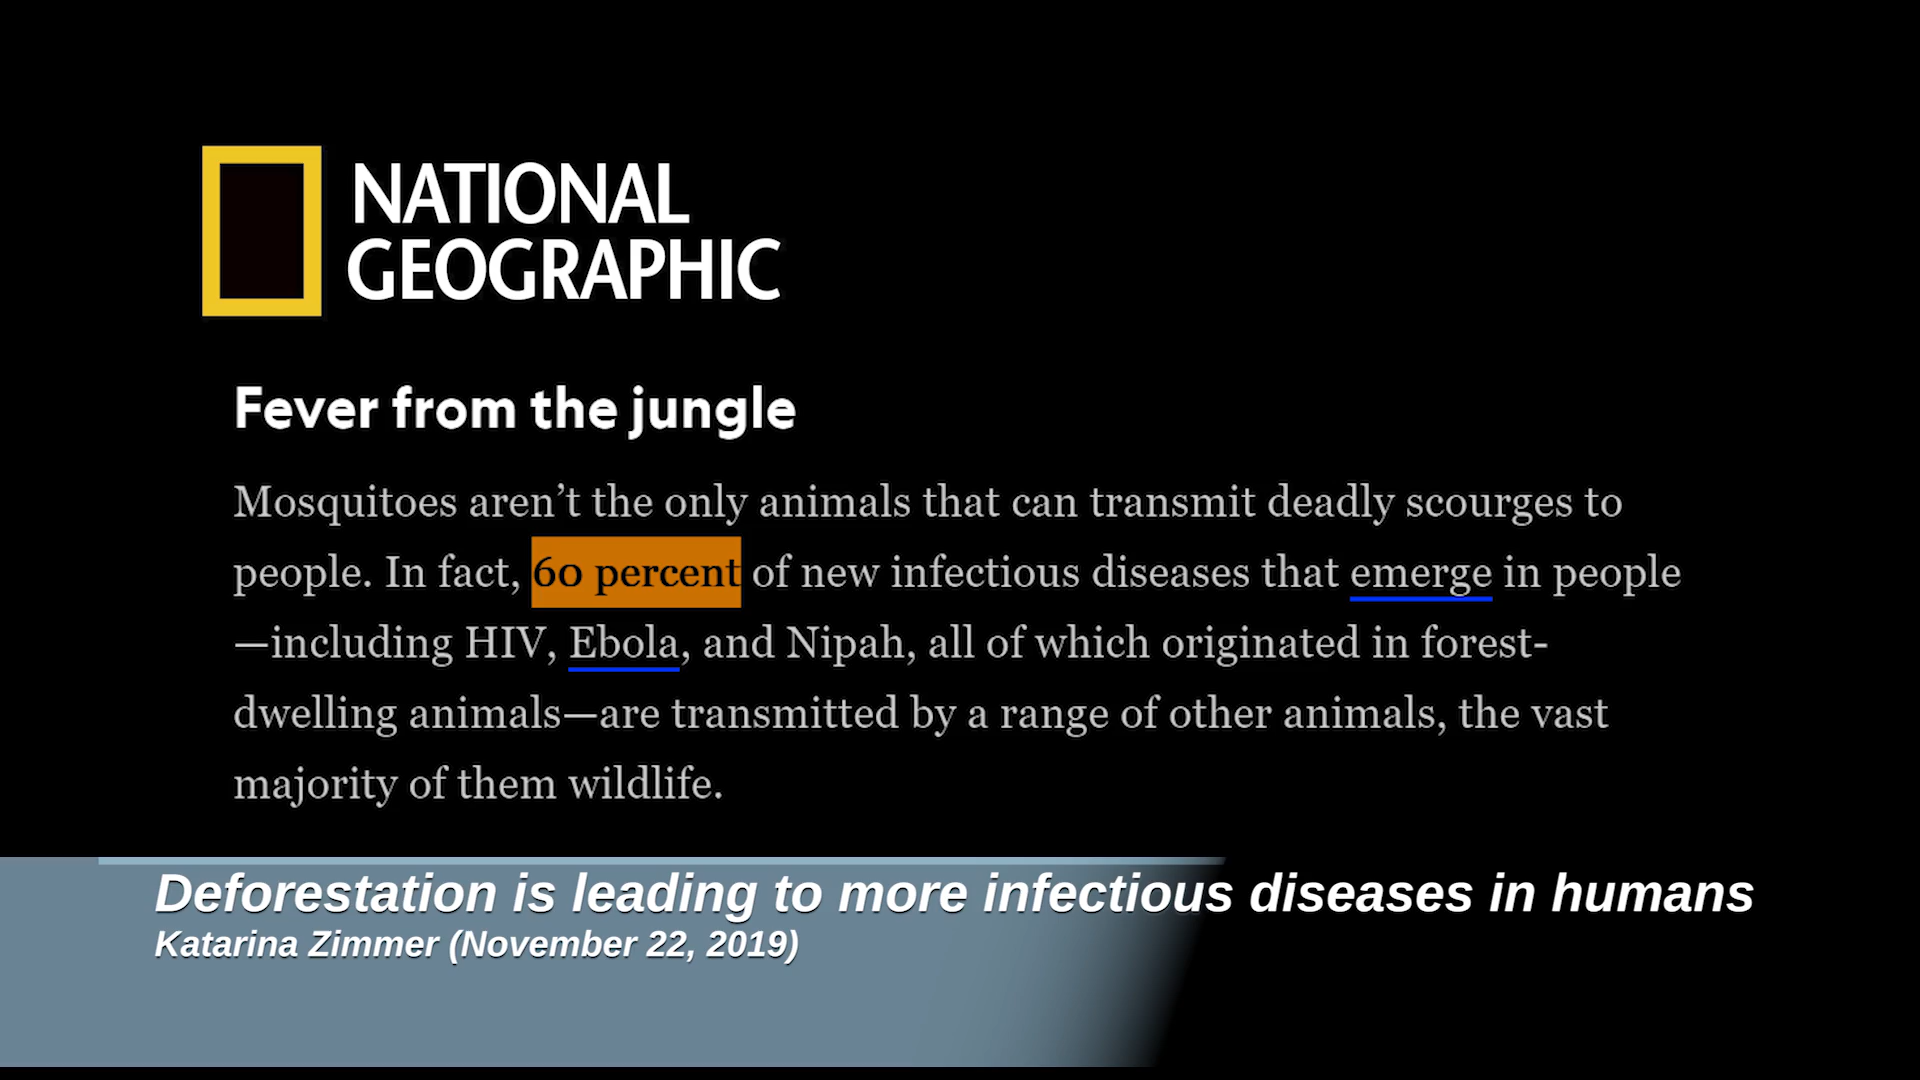 NATIONAL
GEOGRAPHIC
Fever from the jungle
Mosquitoes aren’t the only animals that can transmit deadly scourges to
people. In fact, 60 percent of new infectious diseases that emerge in people
—including HIV, Ebola, and Nipah, all of which originated in forest-
dwelling animals—are transmitted by a range of other animals, the vast
majority of them wildlife.
Deforestation is leading to more infectious diseases in humans
Katarina Zimmer (November 22, 2019)